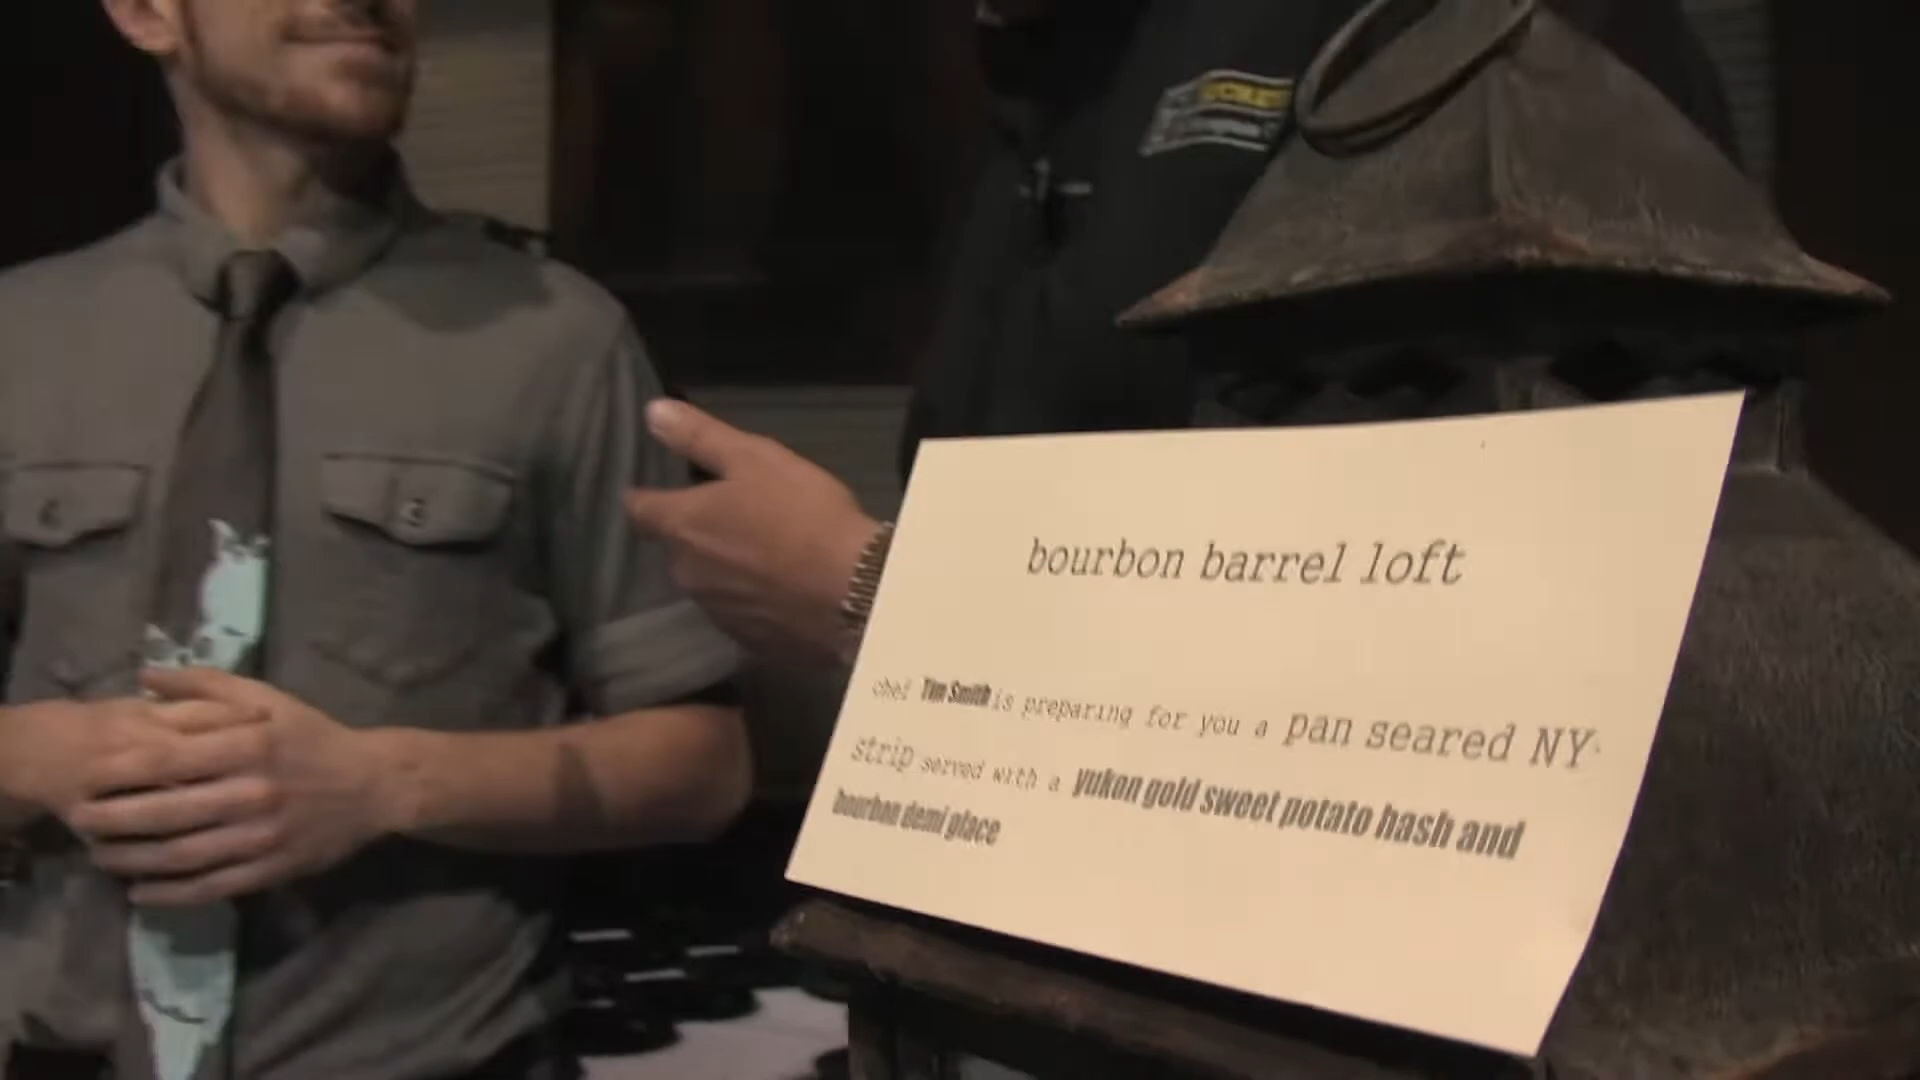 bourbon barrel loft
chef Tim Smith is preparing for you a pan seared NY
strip served with a yukon gold sweet potato hash and
bourbon demi glace